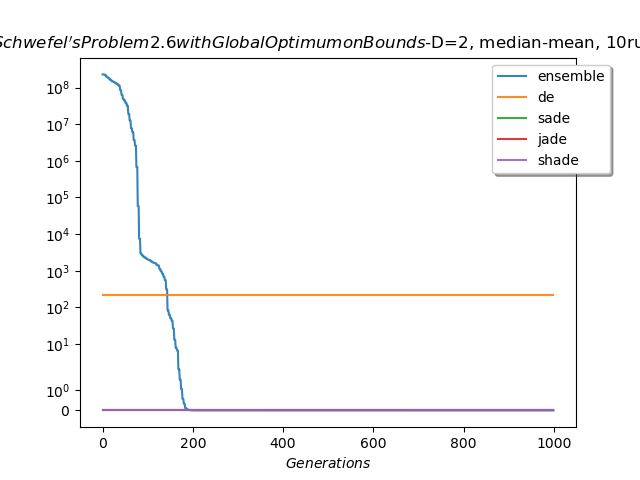 Schwefel'sProblem2.6withGlobalOptimumonBounds-D=2, median-mean, 10ru
ensemble
de
sade
jade
shade
10^8
10^7
10^6
10^5
10^4
10^3
10^2
10^1
10^0
0
0 200 400 600 800 1000
Generations